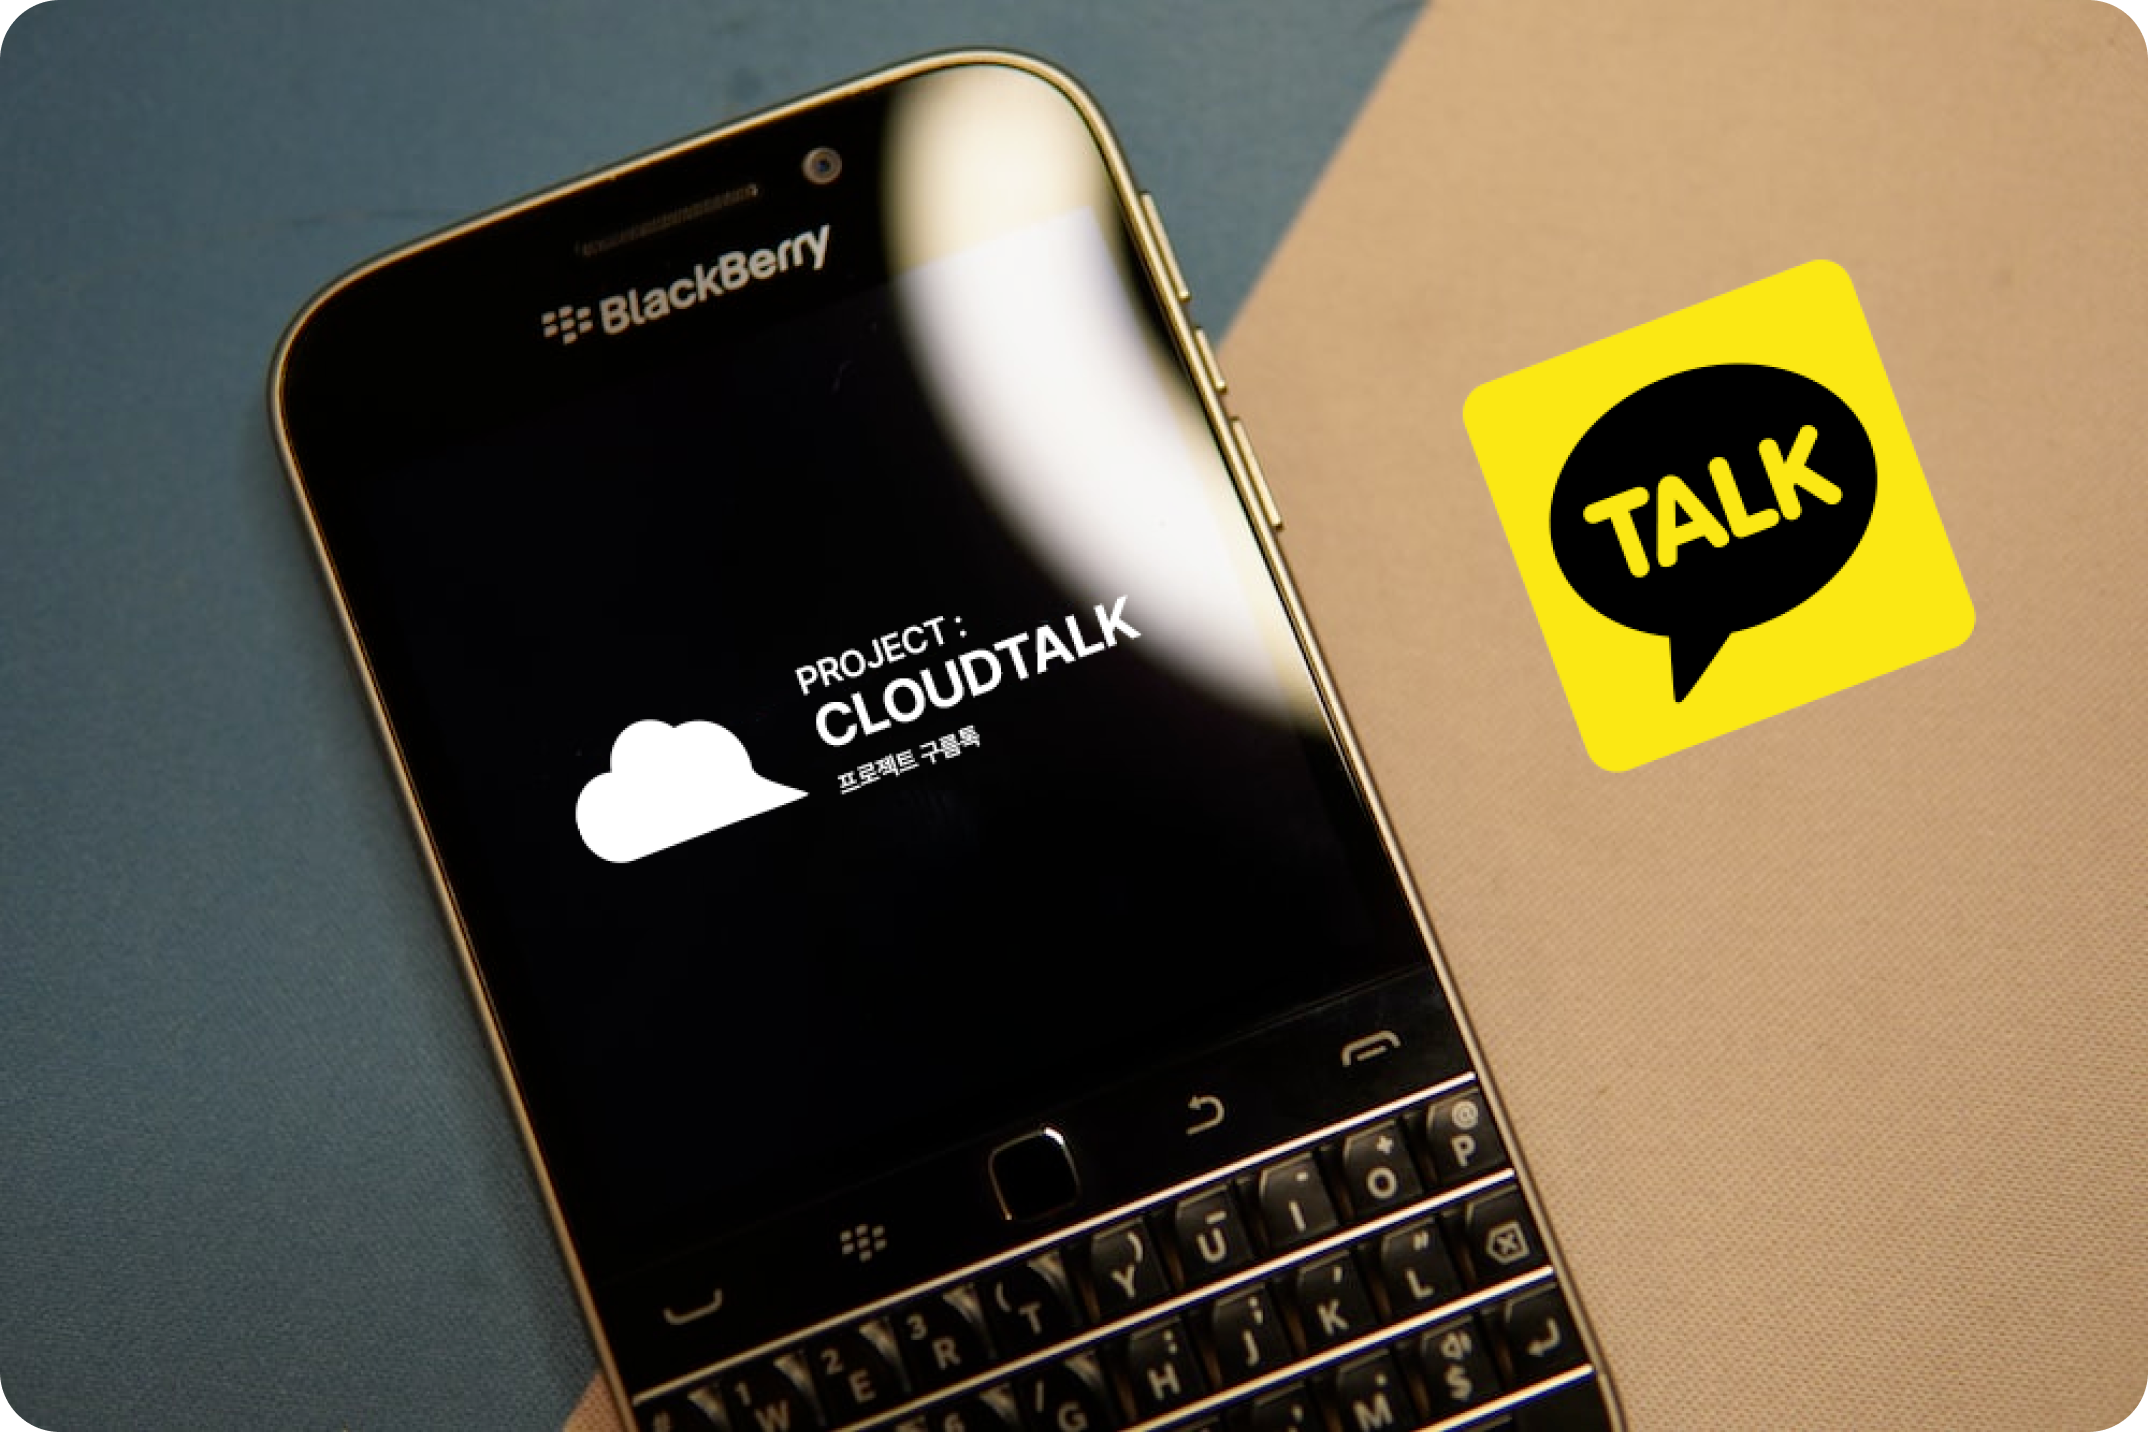 BlackBerry
PROJECT :
CLOUDTALK
프로젝트 구름톡
TALK
@
+
P
-
O
_
I
)
U
(
Y
3
T
2
R
1
E
#
W
"
'
L
;
K
:
J
/
H
6
G
$
.
M